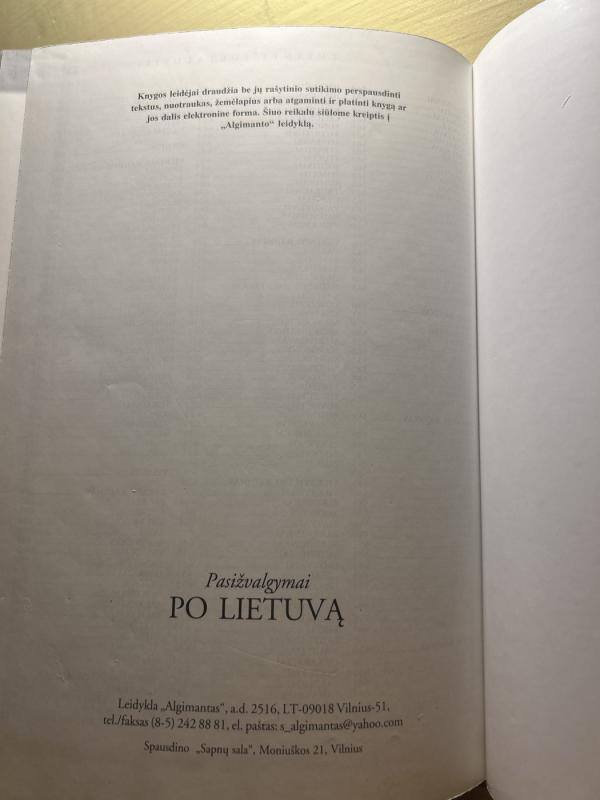 Knygos leidėjai draudžia be jų rašytinio sutikimo perspausdinti
tekstus, nuotraukas, žemėlapius arba atgaminti ir platinti knygą ar
jos dalis elektronine forma. Šiuo reikalu siūlome kreiptis į
„Algimanto“ leidyklą.
Pasižvalgymai
PO LIETUVĄ
Leidykla „Algimantas“, a.d. 2516, LT-09018 Vilnius-51,
tel./faksas (8-5) 242 88 81, el. paštas: s_algimantas@yahoo.com
Spausdino „Sapnų sala“, Moniuškos 21, Vilnius